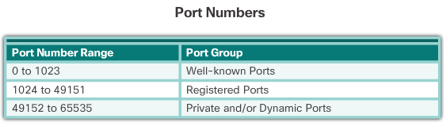 Port Numbers
Port Number Range Port Group
0 to 1023 Well-known Ports
1024 to 49151 Registered Ports
49152 to 65535 Private and/or Dynamic Ports